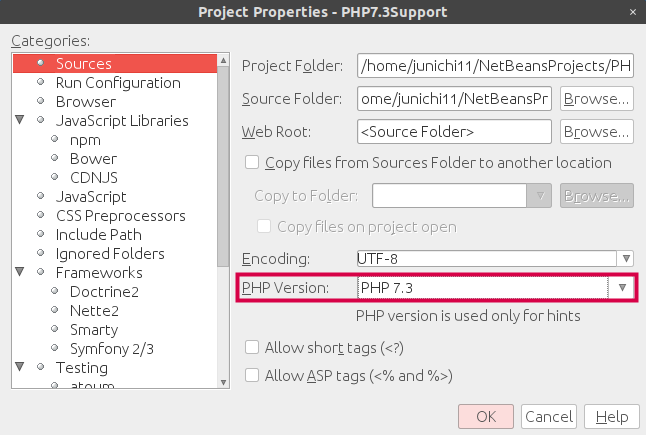 Project Properties - PHP7.3Support
Categories:
Sources
Run Configuration
Browser
JavaScript Libraries
npm
Bower
CDNJS
JavaScript
CSS Preprocessors
Include Path
Ignored Folders
Frameworks
Doctrine2
Nette2
Smarty
Symfony 2/3
Testing
atoum
Project Folder: /home/junichi11/NetBeansProjects/PH
Source Folder: ome/junichi11/NetBeansPr Browse...
Web Root: <Source Folder> Browse...
Copy files from Sources Folder to another location
Copy to Folder: Browse...
Copy files on project open
Encoding: UTF-8
PHP Version: PHP 7.3
PHP version is used only for hints
Allow short tags (<?)
Allow ASP tags (<% and %>)
OK Cancel Help